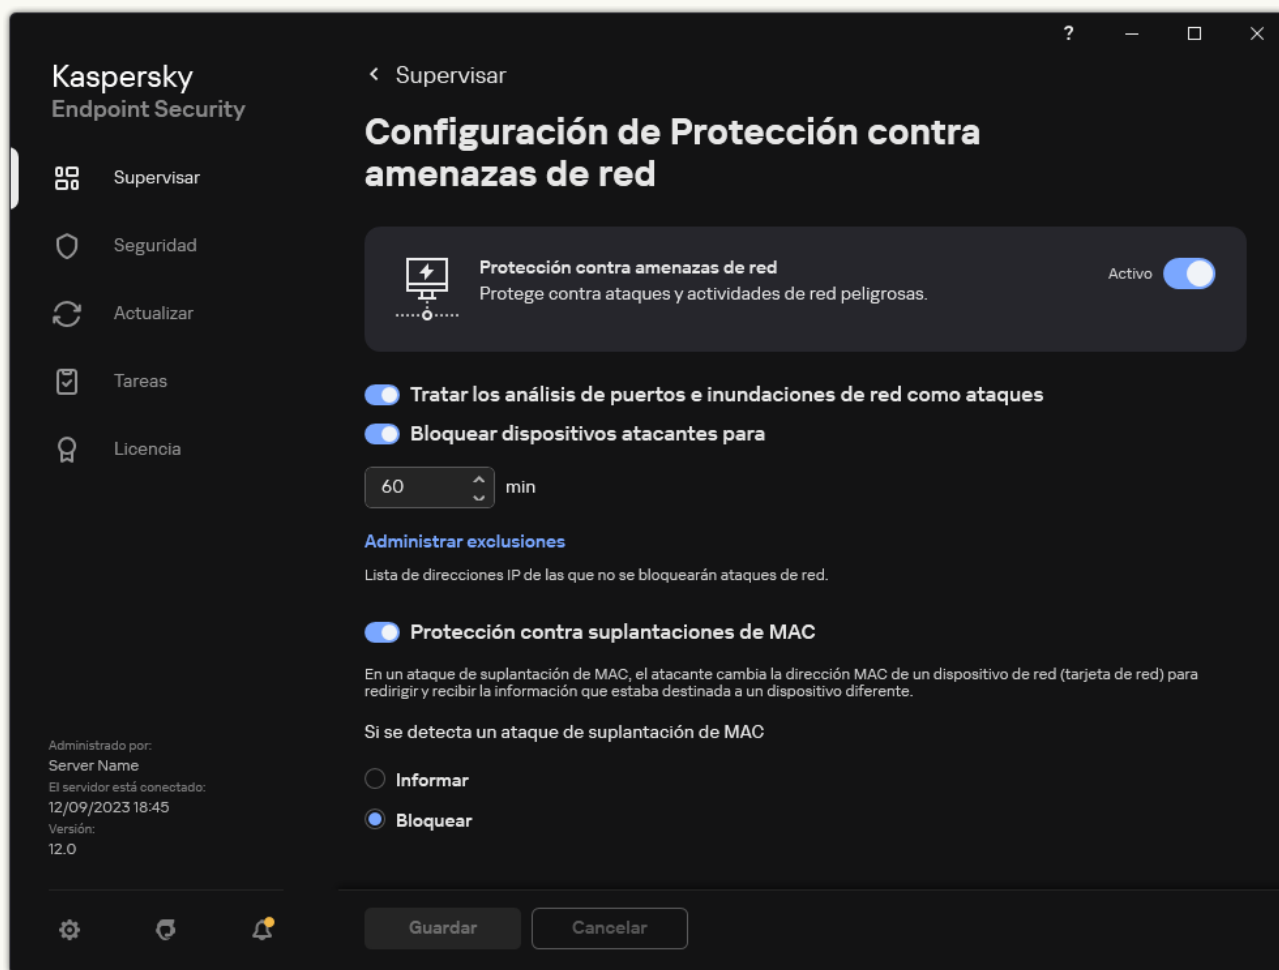 ?
Kaspersky
Endpoint Security
Supervisar
Seguridad
Actualizar
Tareas
Licencia
Administrado por:
Server Name
El servidor está conectado:
12/09/2023 18:45
Versión:
12.0
Supervisar
Configuración de Protección contra
amenazas de red
Protección contra amenazas de red
Protege contra ataques y actividades de red peligrosas.
Activo
Tratar los análisis de puertos e inundaciones de red como ataques
Bloquear dispositivos atacantes para
60 min
Administrar exclusiones
Lista de direcciones IP de las que no se bloquearán ataques de red.
Protección contra suplantaciones de MAC
En un ataque de suplantación de MAC, el atacante cambia la dirección MAC de un dispositivo de red (tarjeta de red) para
redirigir y recibir la información que estaba destinada a un dispositivo diferente.
Si se detecta un ataque de suplantación de MAC
Informar
Bloquear
Guardar
Cancelar